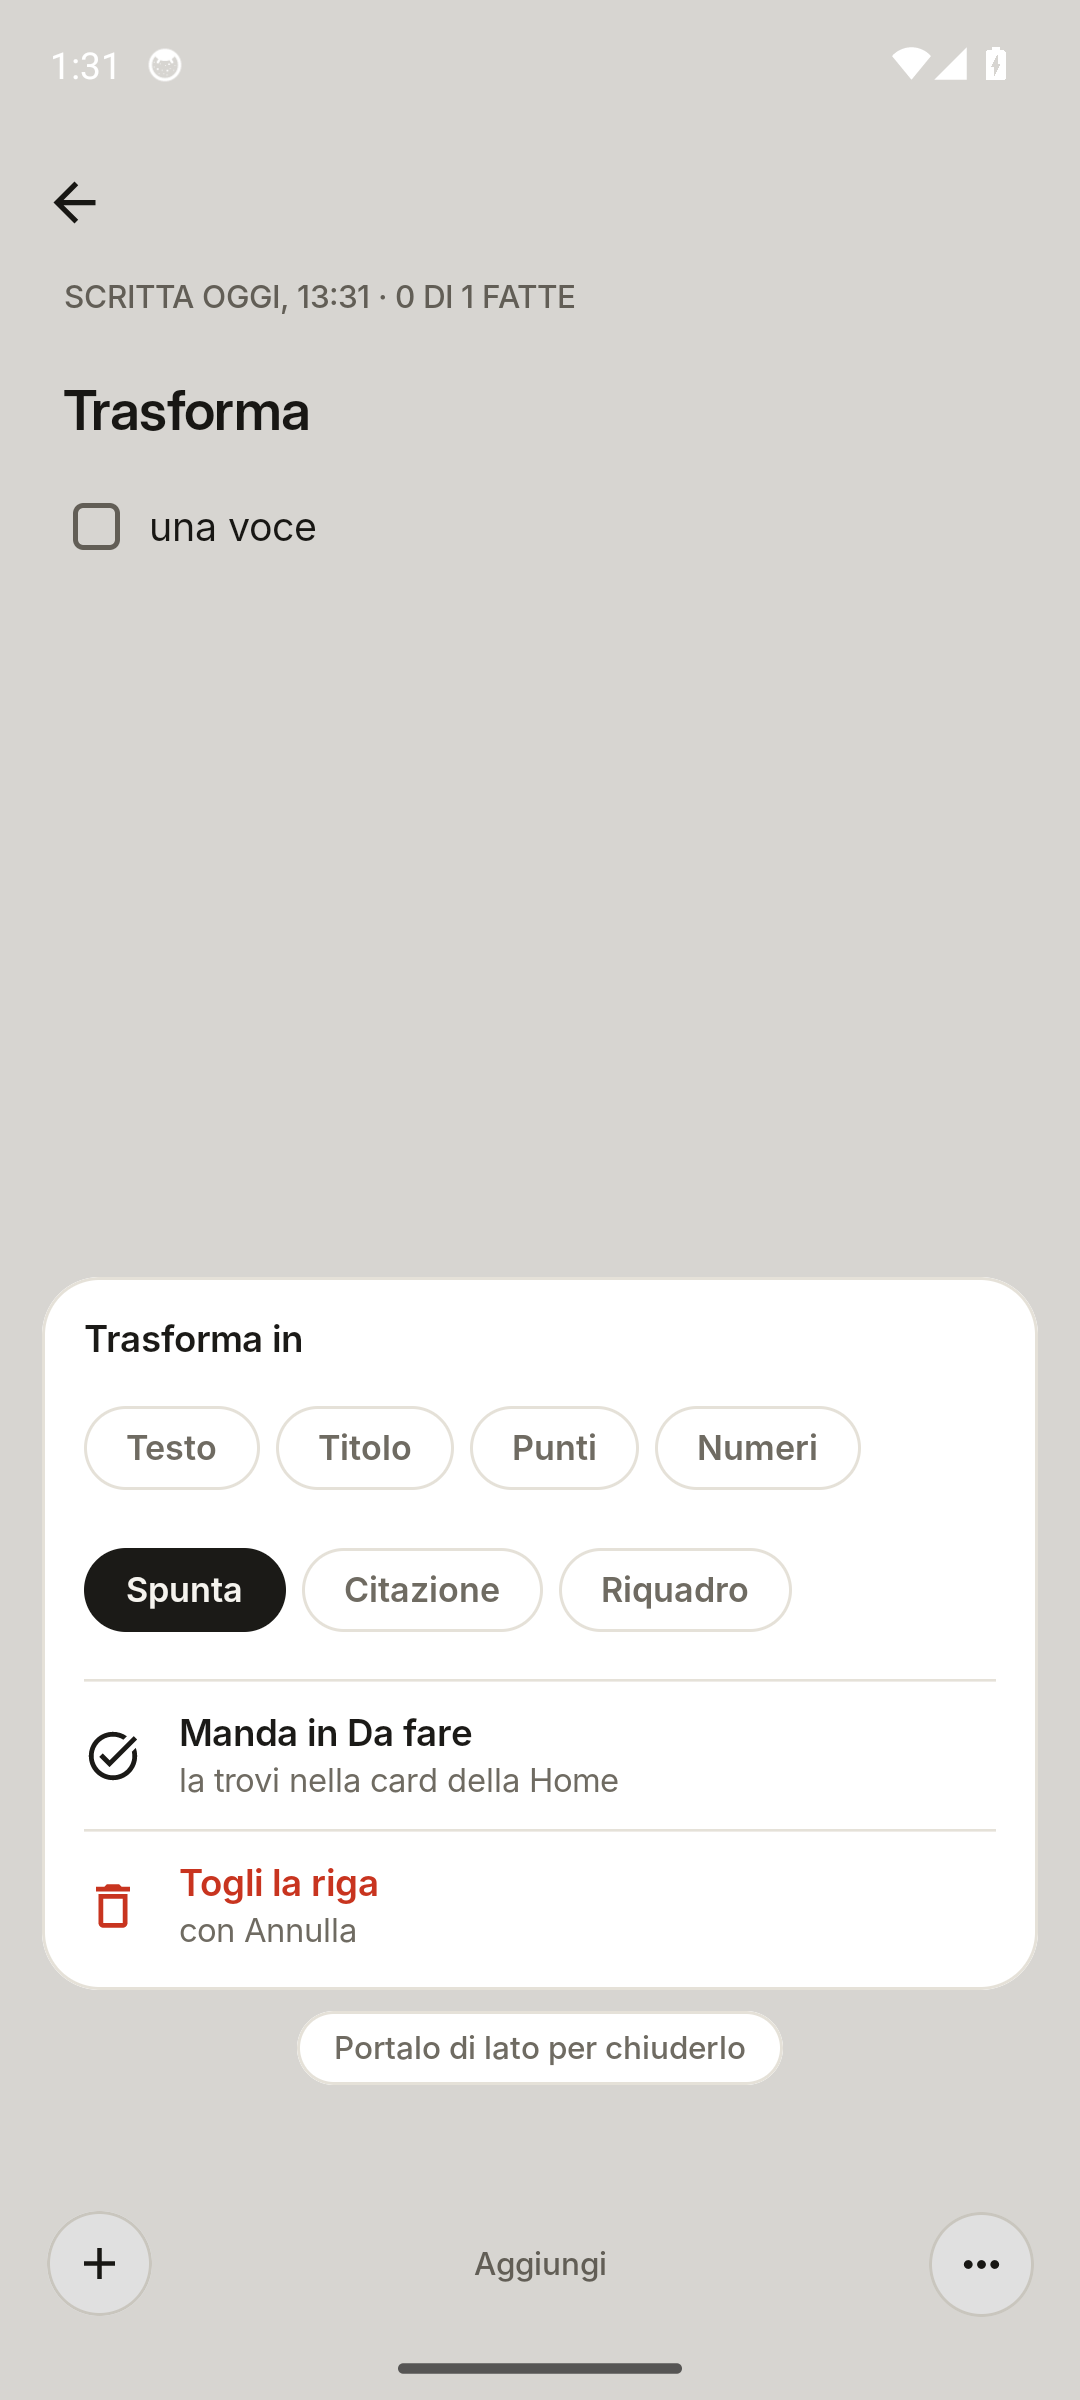 1:31
SCRITTA OGGI, 13:31 · 0 DI 1 FATTE
Trasforma
una voce
Trasforma in
Testo Titolo Punti Numeri
Spunta Citazione Riquadro
Manda in Da fare
la trovi nella card della Home
Togli la riga
con Annulla
Portalo di lato per chiuderlo
Aggiungi